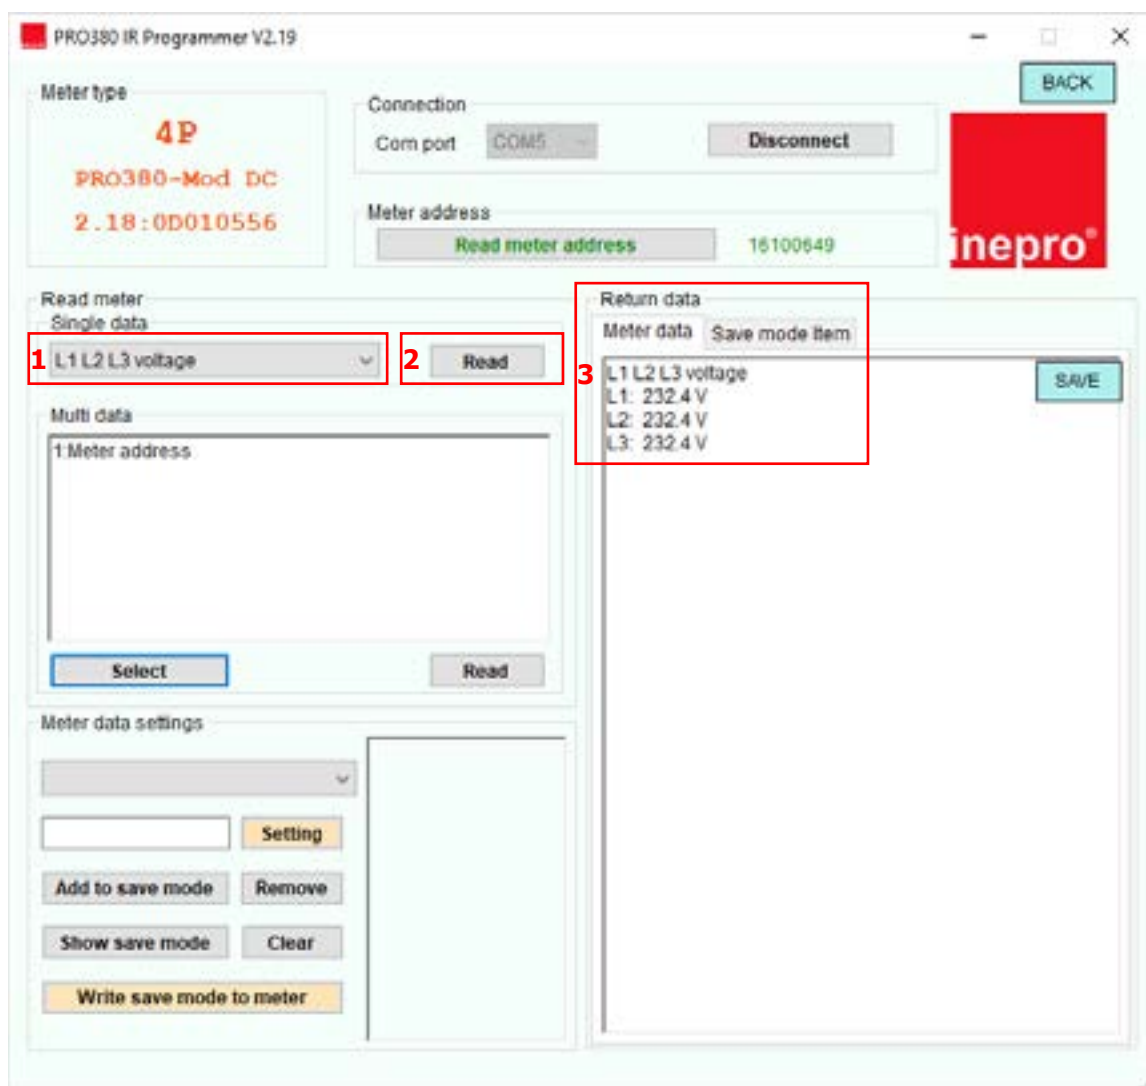 PRO380 IR Programmer V2.19
BACK
Meter type
4P
PRO380-Mod DC
2.18:0D010556
Connection
Com port COM5 Disconnect
Meter address
Read meter address 16100649
inepro®
Read meter
Single data
1 L1 L2 L3 voltage 2 Read
Multi data
1:Meter address
Select Read
Meter data settings
Setting
Add to save mode Remove
Show save mode Clear
Write save mode to meter
Return data
Meter data Save mode Item
3 L1 L2 L3 voltage
SAVE
L1: 232.4 V
L2: 232.4 V
L3: 232.4 V